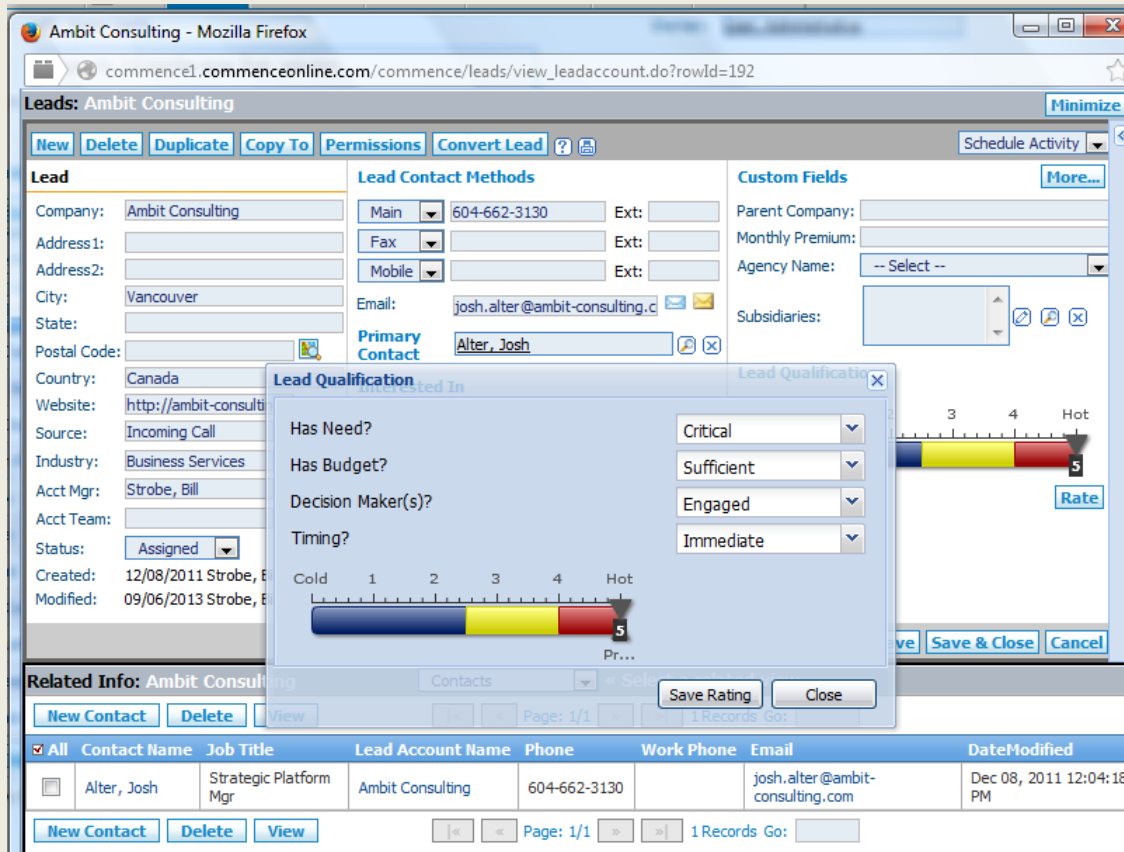 Ambit Consulting - Mozilla Firefox
commence1.commenceonline.com/commence/leads/view_leadaccount.do?rowId=192
Leads: Ambit Consulting Minimize
New Delete Duplicate Copy To Permissions Convert Lead ? Schedule Activity
Lead Lead Contact Methods Custom Fields More...
Company: Ambit Consulting Main 604-662-3130 Ext: Parent Company:
Address1: Fax Ext: Monthly Premium:
Address2: Mobile Ext: Agency Name: -- Select --
City: Vancouver Email: josh.alter@ambit-consulting.c Subsidiaries:
State:
Postal Code: Primary Contact Alter, Josh
Country: Canada Interested In Lead Qualification
Website: http://ambit-consulti
Source: Incoming Call
Industry: Business Services
Acct Mgr: Strobe, Bill
Acct Team:
Status: Assigned
Created: 12/08/2011 Strobe,
Modified: 09/06/2013 Strobe,
3 4 Hot
5
Rate
Lead Qualification
Has Need? Critical
Has Budget? Sufficient
Decision Maker(s)? Engaged
Timing? Immediate
Cold 1 2 3 4 Hot
5
Pr...
Save Rating Close
Save & Close Cancel
Related Info: Ambit Consulting Contacts
New Contact Delete View |< < Page: 1/1 > >| 1 Records Go:
All Contact Name Job Title Lead Account Name Phone Work Phone Email DateModified
Alter, Josh Strategic Platform Mgr Ambit Consulting 604-662-3130 josh.alter@ambit-consulting.com Dec 08, 2011 12:04:18 PM
New Contact Delete View |« « Page: 1/1 » »| 1 Records Go: